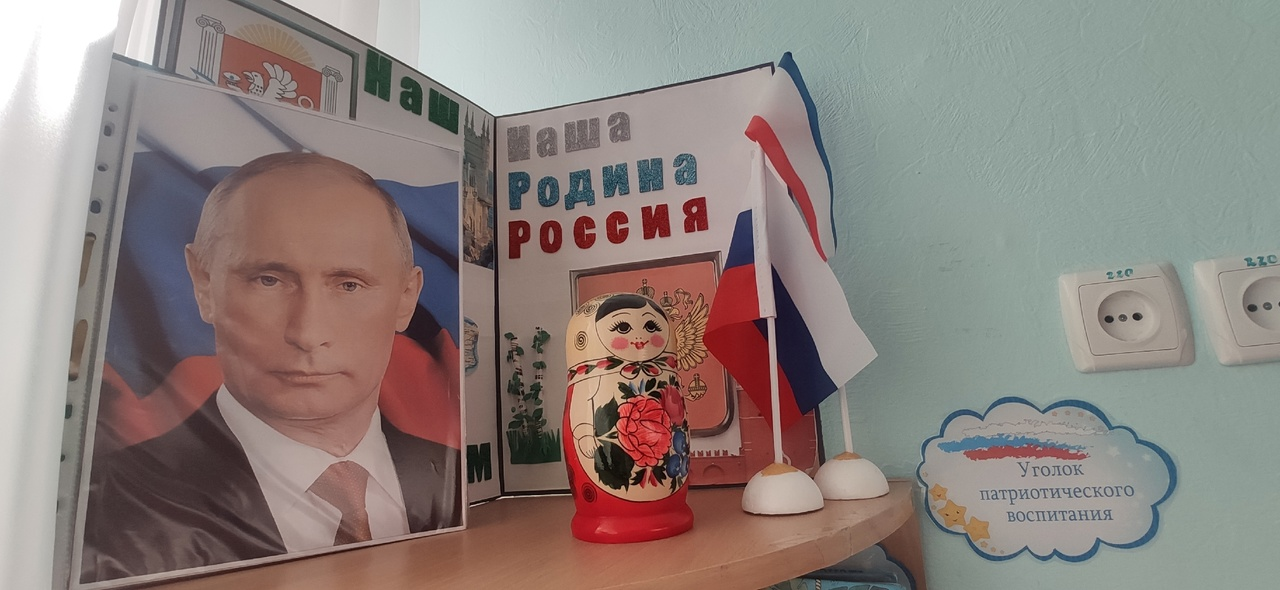 Наш
Наша
Родина
РОССИЯ
м
220
220
Уголок
патриотического
воспитания